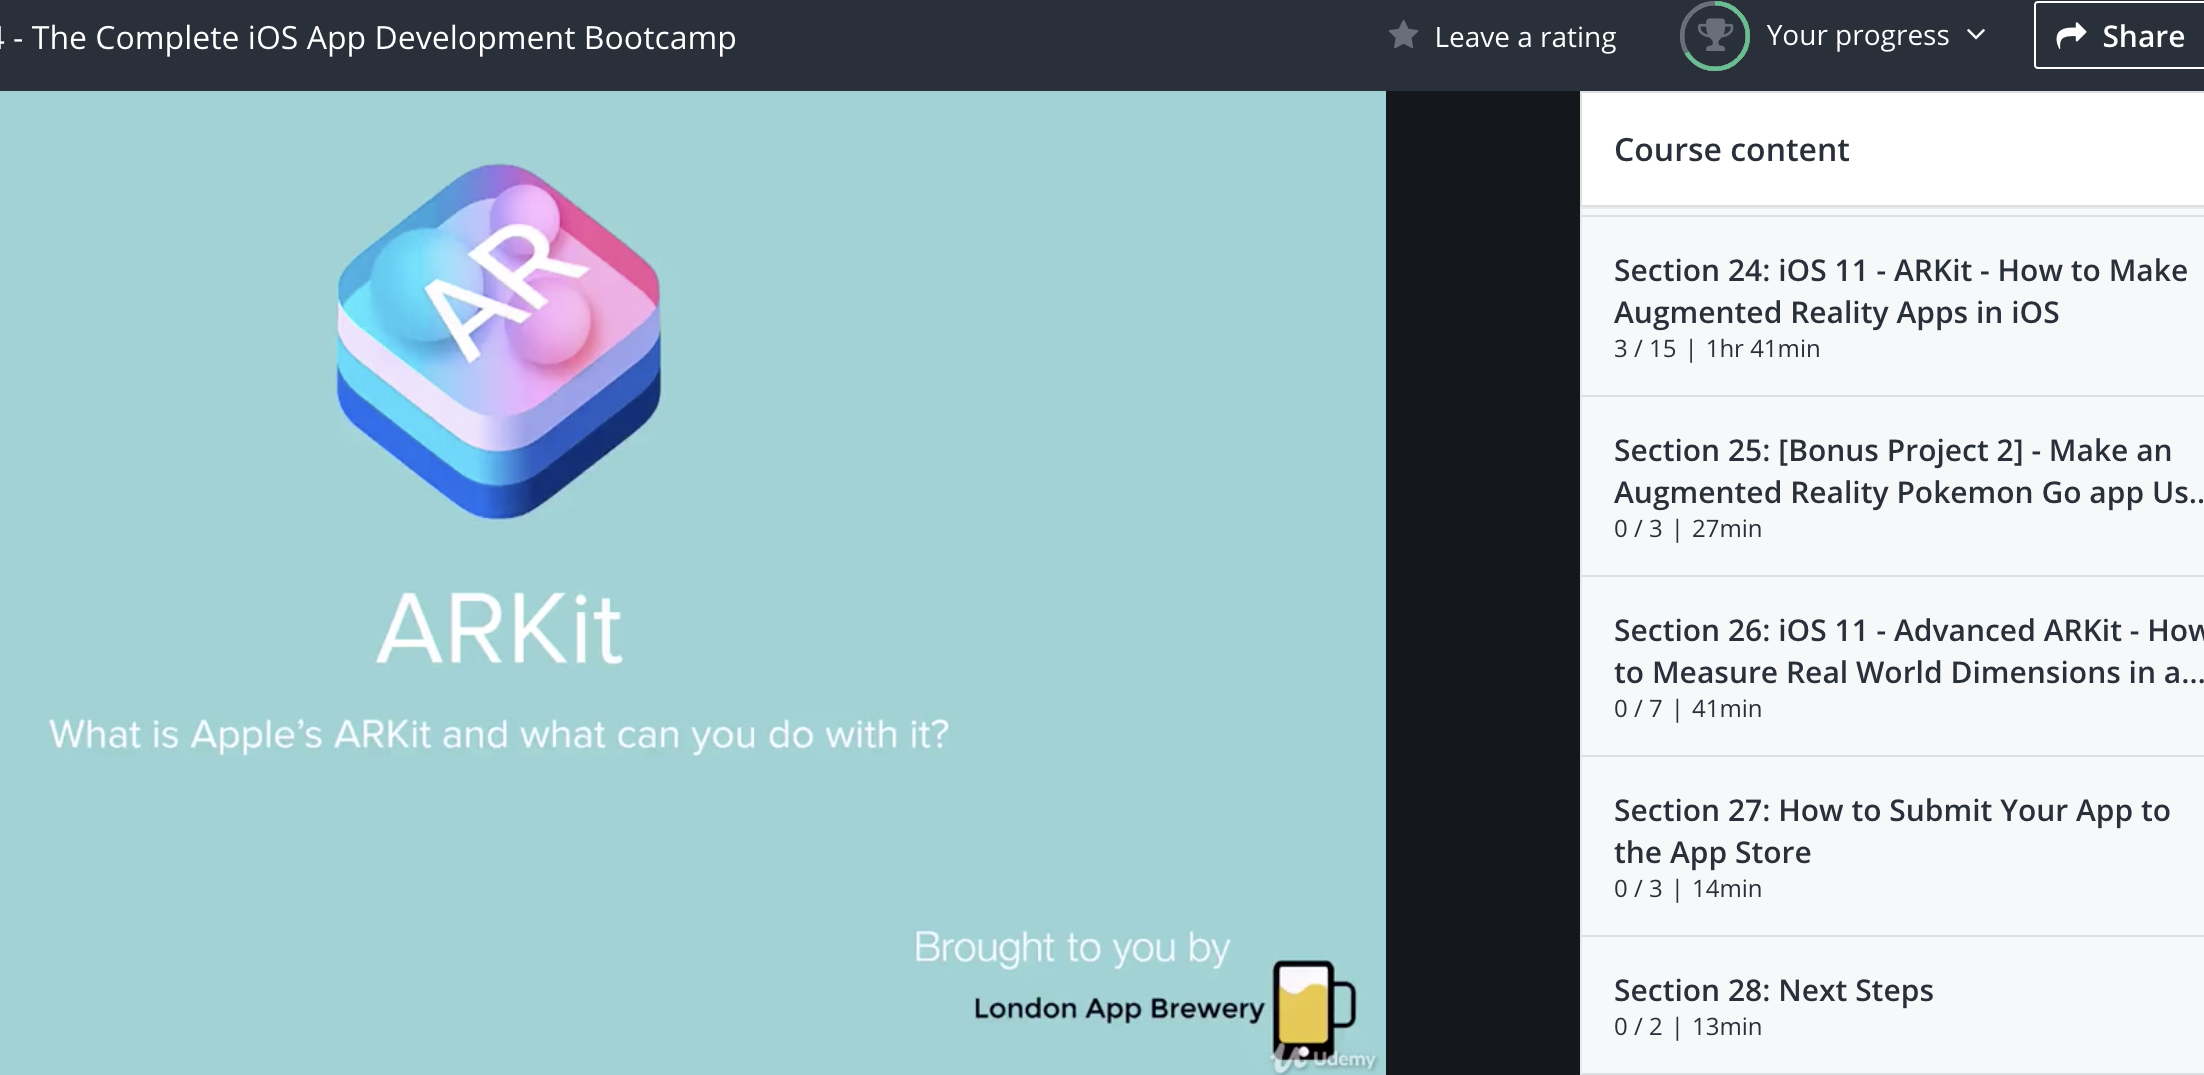 - The Complete iOS App Development Bootcamp
Leave a rating
Your progress
Share
AR
ARKit
What is Apple’s ARKit and what can you do with it?
Brought to you by
London App Brewery
Udemy
Course content
Section 24: iOS 11 - ARKit - How to Make
Augmented Reality Apps in iOS
3 / 15 | 1hr 41min
Section 25: [Bonus Project 2] - Make an
Augmented Reality Pokemon Go app Us..
0 / 3 | 27min
Section 26: iOS 11 - Advanced ARKit - How
to Measure Real World Dimensions in a...
0 / 7 | 41min
Section 27: How to Submit Your App to
the App Store
0 / 3 | 14min
Section 28: Next Steps
0 / 2 | 13min